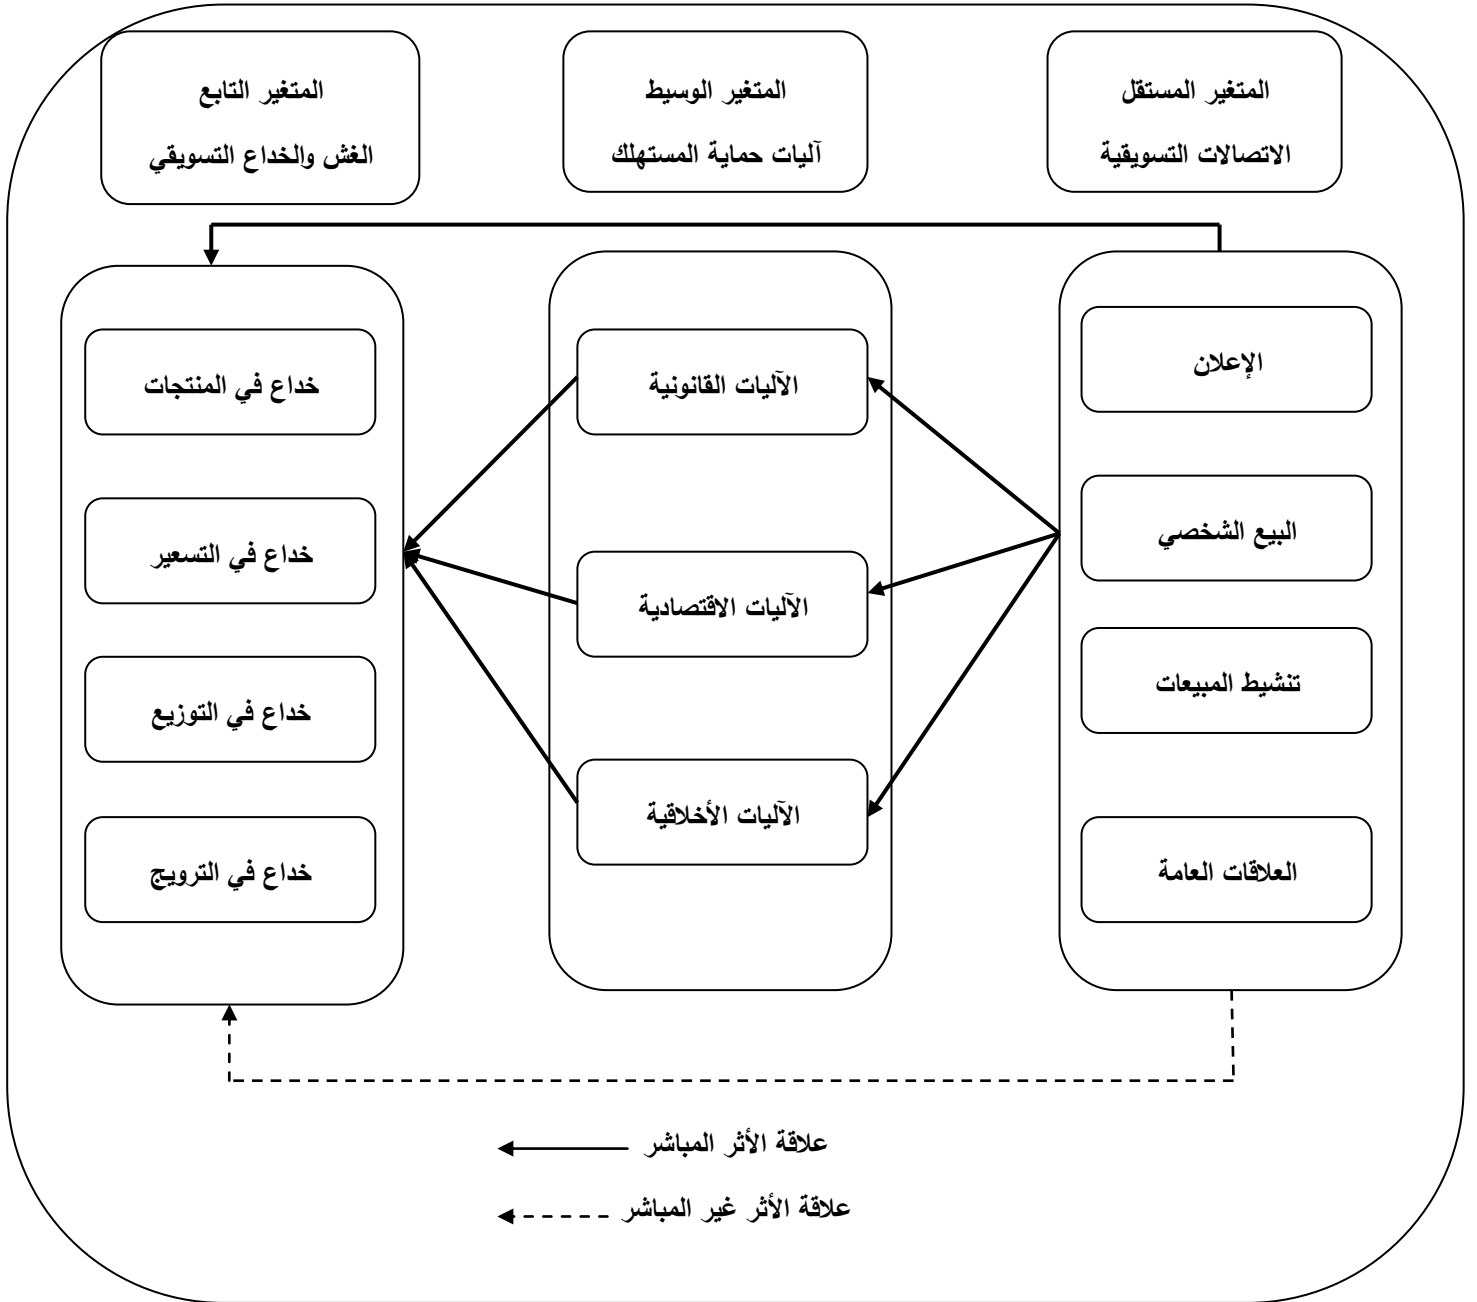 المتغير المستقل
الاتصالات التسويقية
المتغير الوسيط
آليات حماية المستهلك
المتغير التابع
الغش والخداع التسويقي
الإعلان
البيع الشخصي
تنشيط المبيعات
العلاقات العامة
الآليات القانونية
الآليات الاقتصادية
الآليات الأخلاقية
خداع في المنتجات
خداع في التسعير
خداع في التوزيع
خداع في الترويج
علاقة الأثر المباشر
علاقة الأثر غير المباشر